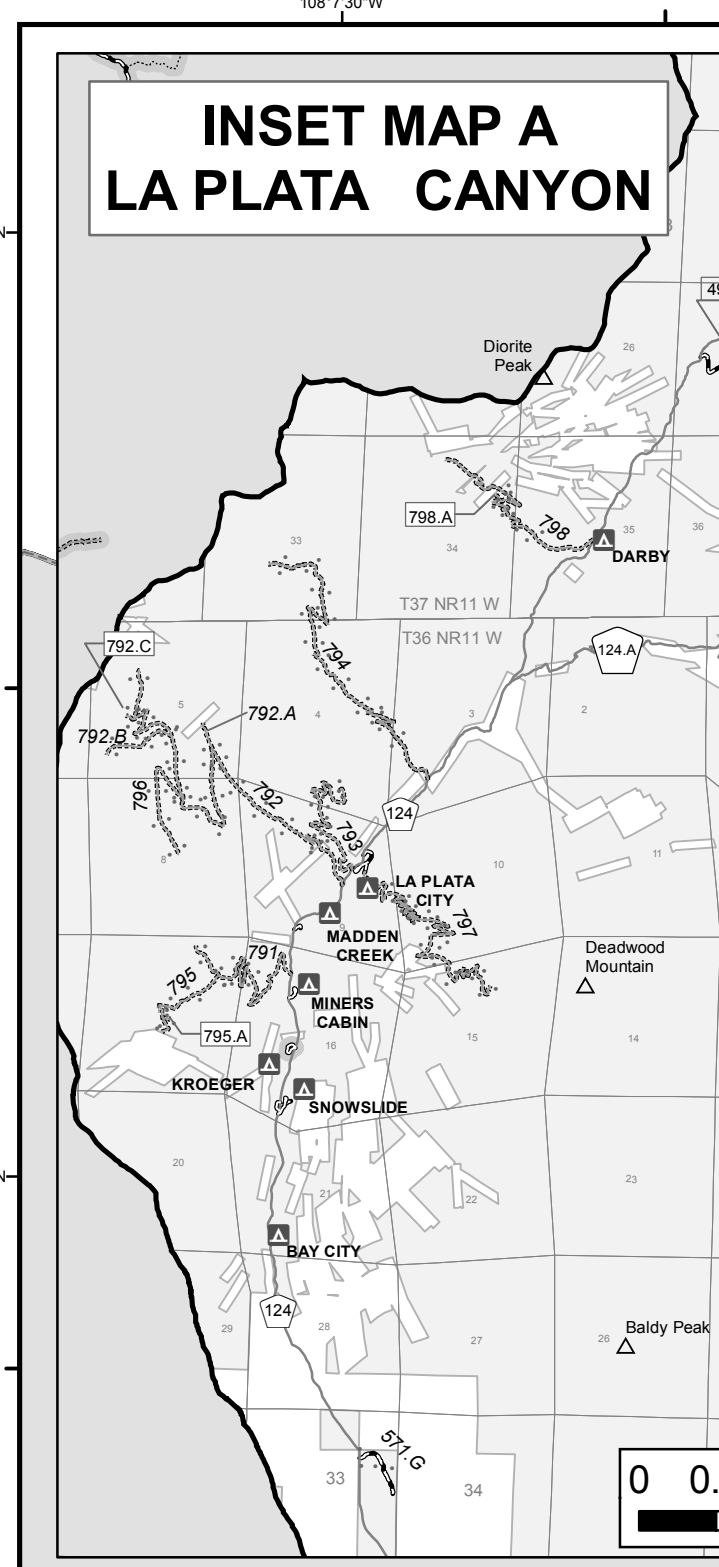 108°7'30"W
INSET MAP A
LA PLATA CANYON
N
49
Diorite
Peak
26
798.A
798
35
36
33
34
DARBY
T37 NR11 W
T36 NR11 W
792.C
794
124.A
5
792.A
4
3
2
792.B
796
792
124
793
8
10
11
LA PLATA
CITY
9
797
MADDEN
CREEK
791
Deadwood
Mountain
795
MINERS
CABIN
795.A
16
15
14
KROEGER
SNOWSLIDE
20
N
21
22
23
BAY CITY
124
29
28
27
26
Baldy Peak
571.G
33
34
0 0.